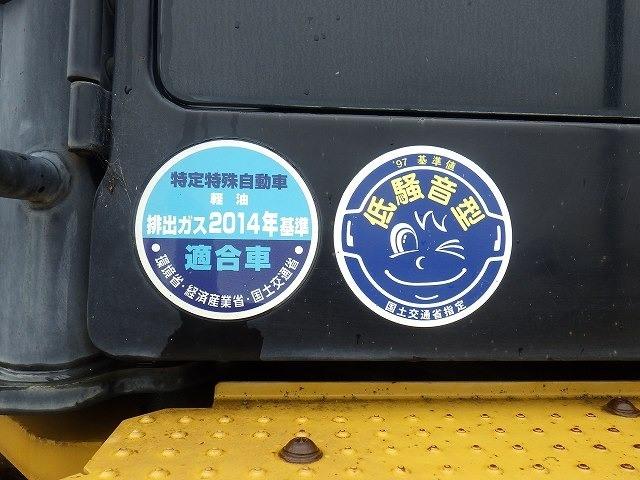 特定特殊自動車
軽油
排出ガス2014年基準
適合車
・環境省・経済産業省・国土交通省・
'97 基準値
低騒音型
国土交通省指定